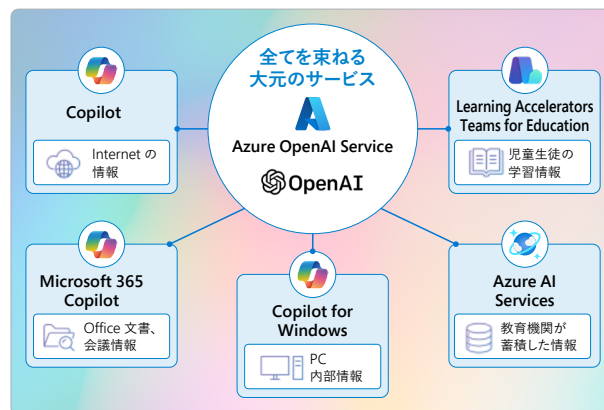 全てを束ねる
大元のサービス
Azure OpenAI Service
OpenAI
Copilot
Internet の
情報
Learning Accelerators
Teams for Education
児童生徒の
学習情報
Microsoft 365
Copilot
Office 文書、
会議情報
Copilot for
Windows
PC
内部情報
Azure AI
Services
教育機関が
蓄積した情報